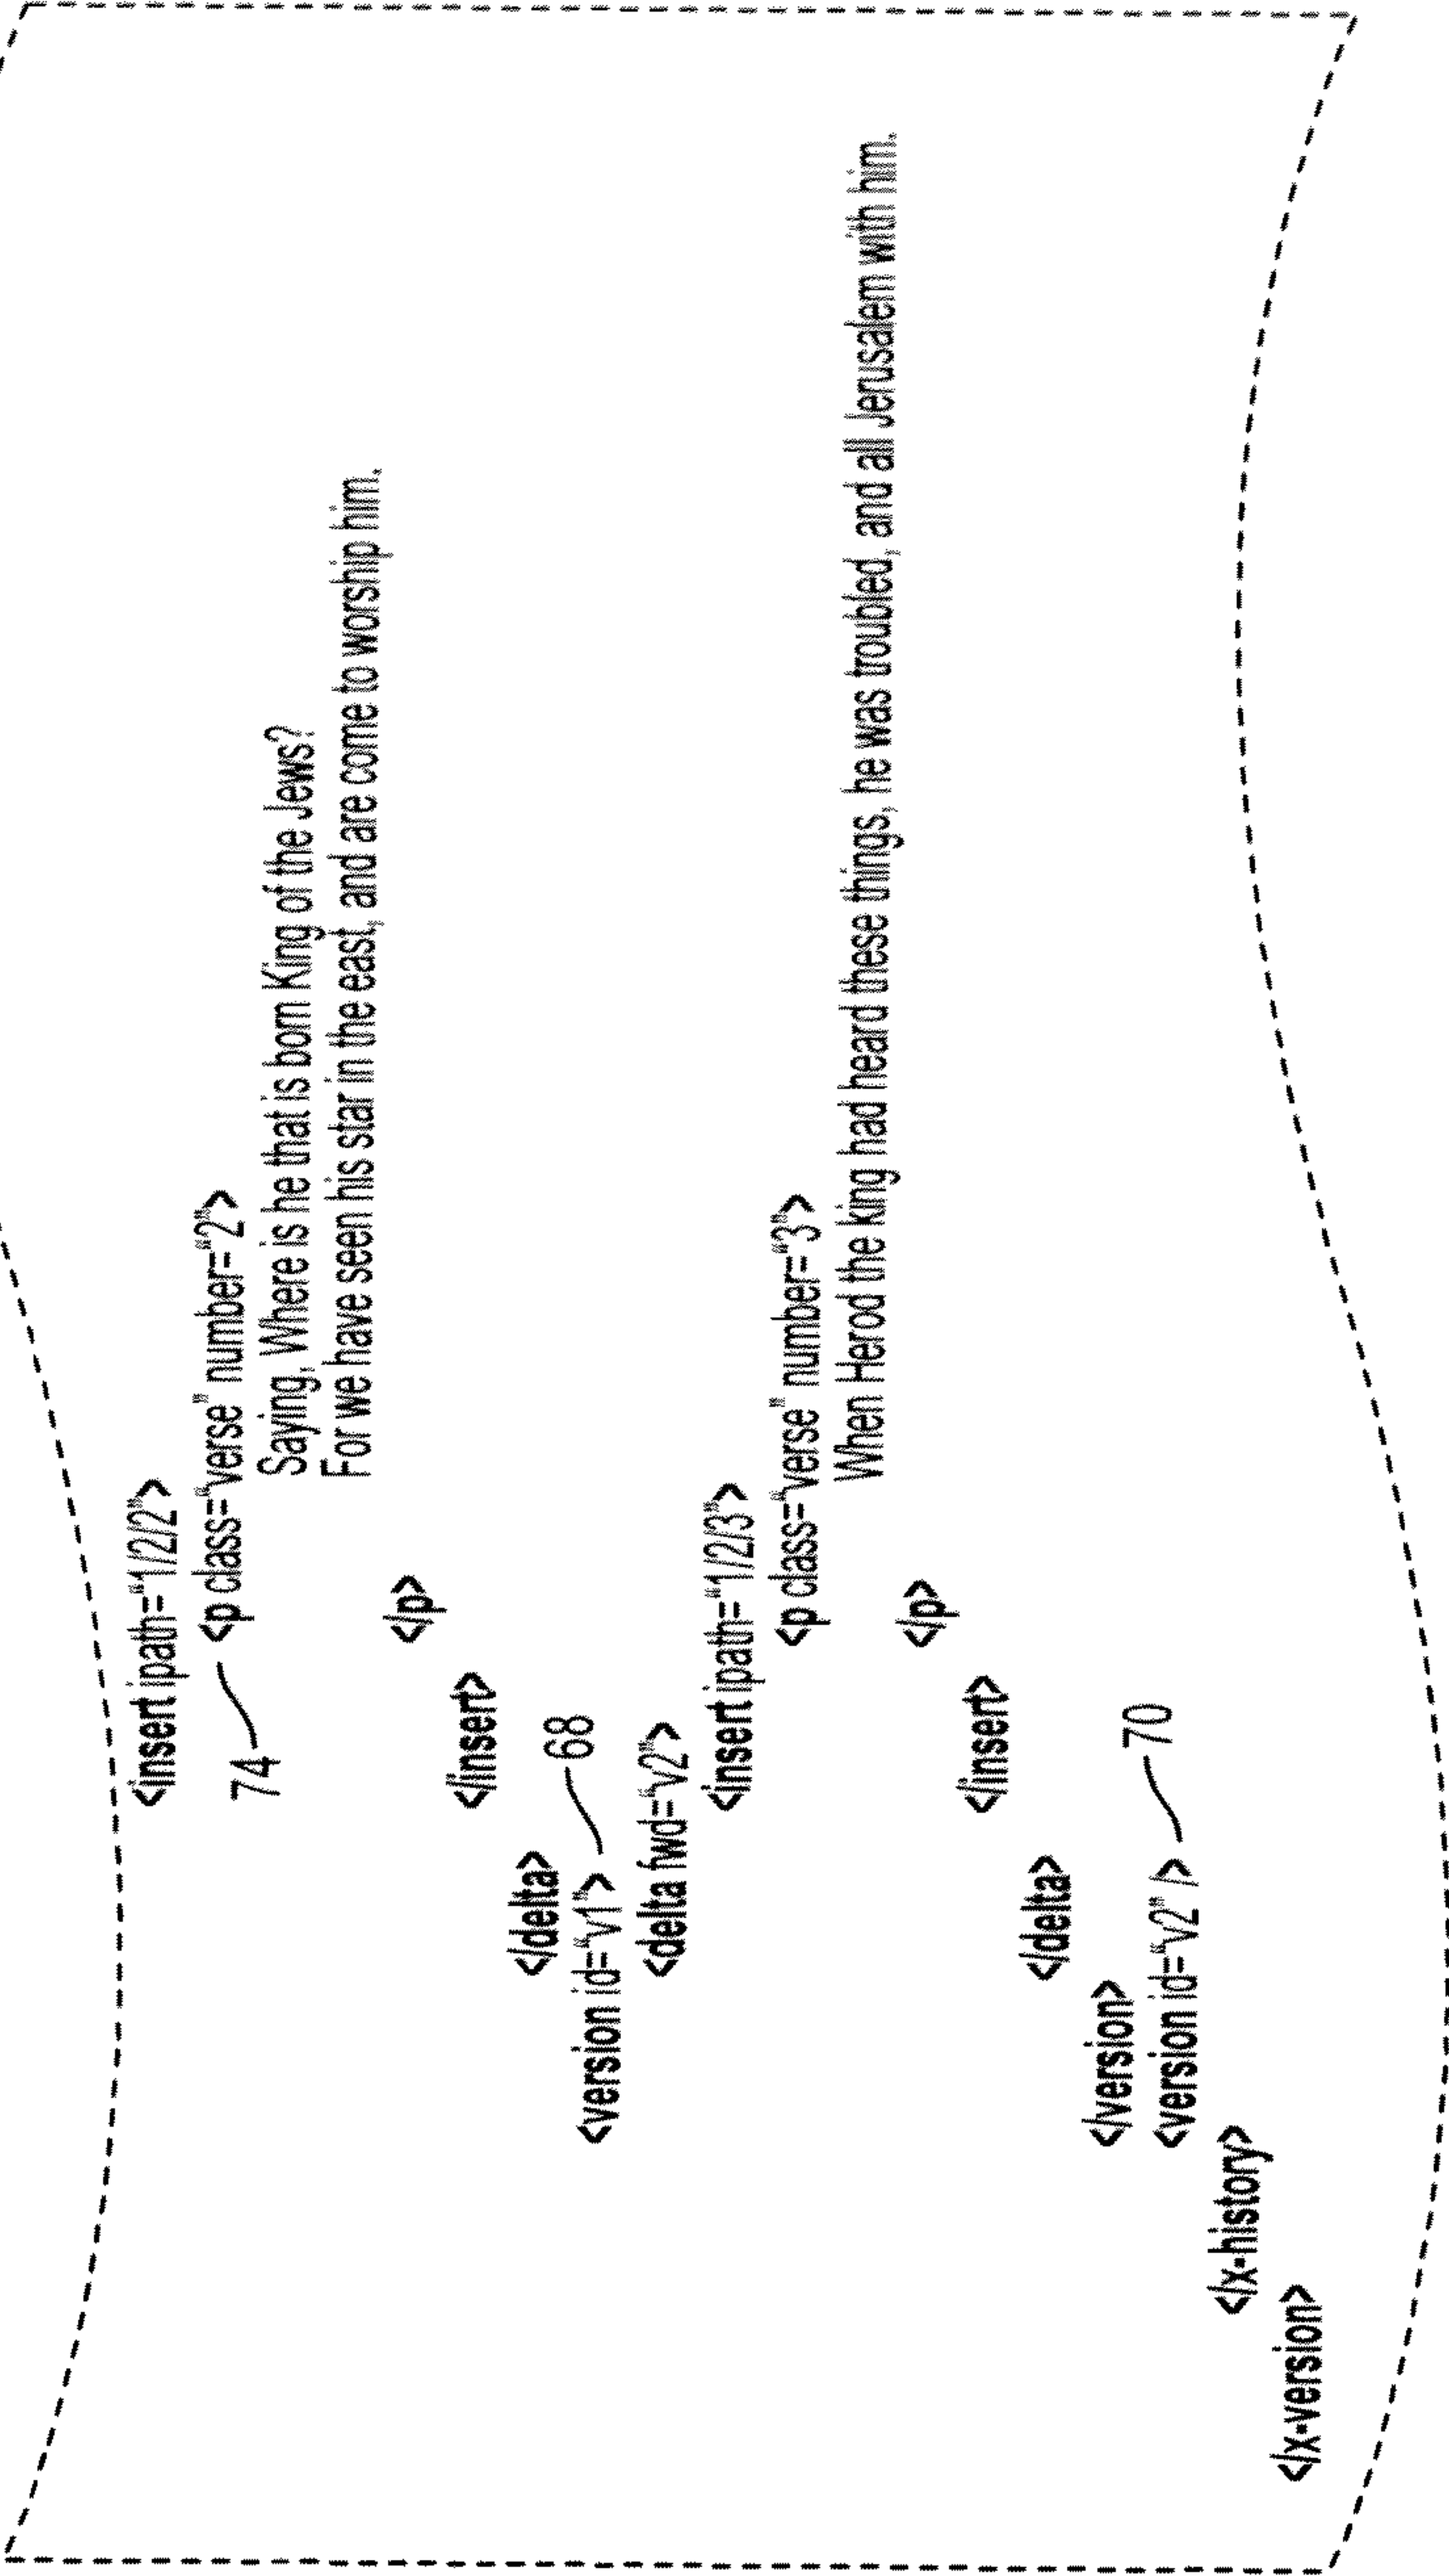 <insert ipath=“1/2/2”>
74
<p class=“verse” number=“2”>
Saying, Where is he that is born King of the Jews?
For we have seen his star in the east, and are come to worship him.
</p>
</insert>
</delta>
<version id=“v1”>
68
<delta fwd=“v2”>
<insert ipath=“1/2/3”>
<p class=“verse” number=“3”>
When Herod the king had heard these things, he was troubled, and all Jerusalem with him.
</p>
</insert>
</delta>
</version>
<version id=“v2” />
70
</x-history>
</x-version>